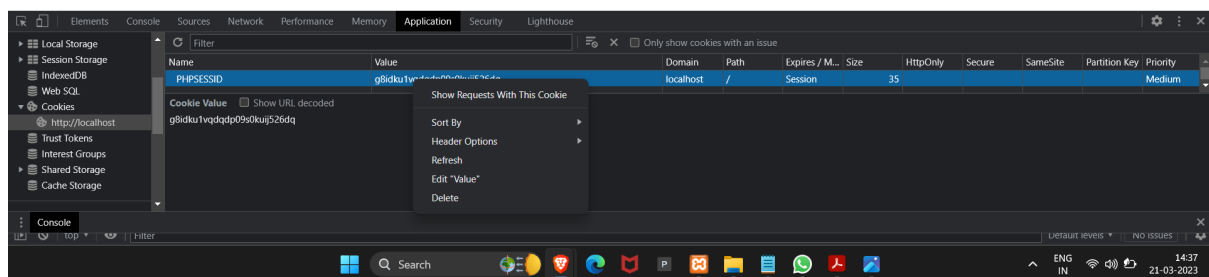 Elements Console Sources Network Performance Memory Application Security Lighthouse
Local Storage
Session Storage
IndexedDB
Web SQL
Cookies
http://localhost
Trust Tokens
Interest Groups
Shared Storage
Cache Storage
Filter Only show cookies with an issue
Name Value Domain Path Expires / M... Size HttpOnly Secure SameSite Partition Key Priority
PHPSESSID g8idku1vqdqdp09s0kuij526dq localhost / Session 35 Medium
Cookie Value Show URL decoded
g8idku1vqdqdp09s0kuij526dq
Show Requests With This Cookie
Sort By
Header Options
Refresh
Edit "Value"
Delete
Console
top Filter Default levels No Issues
Search ENG 14:37
IN 21-03-2023